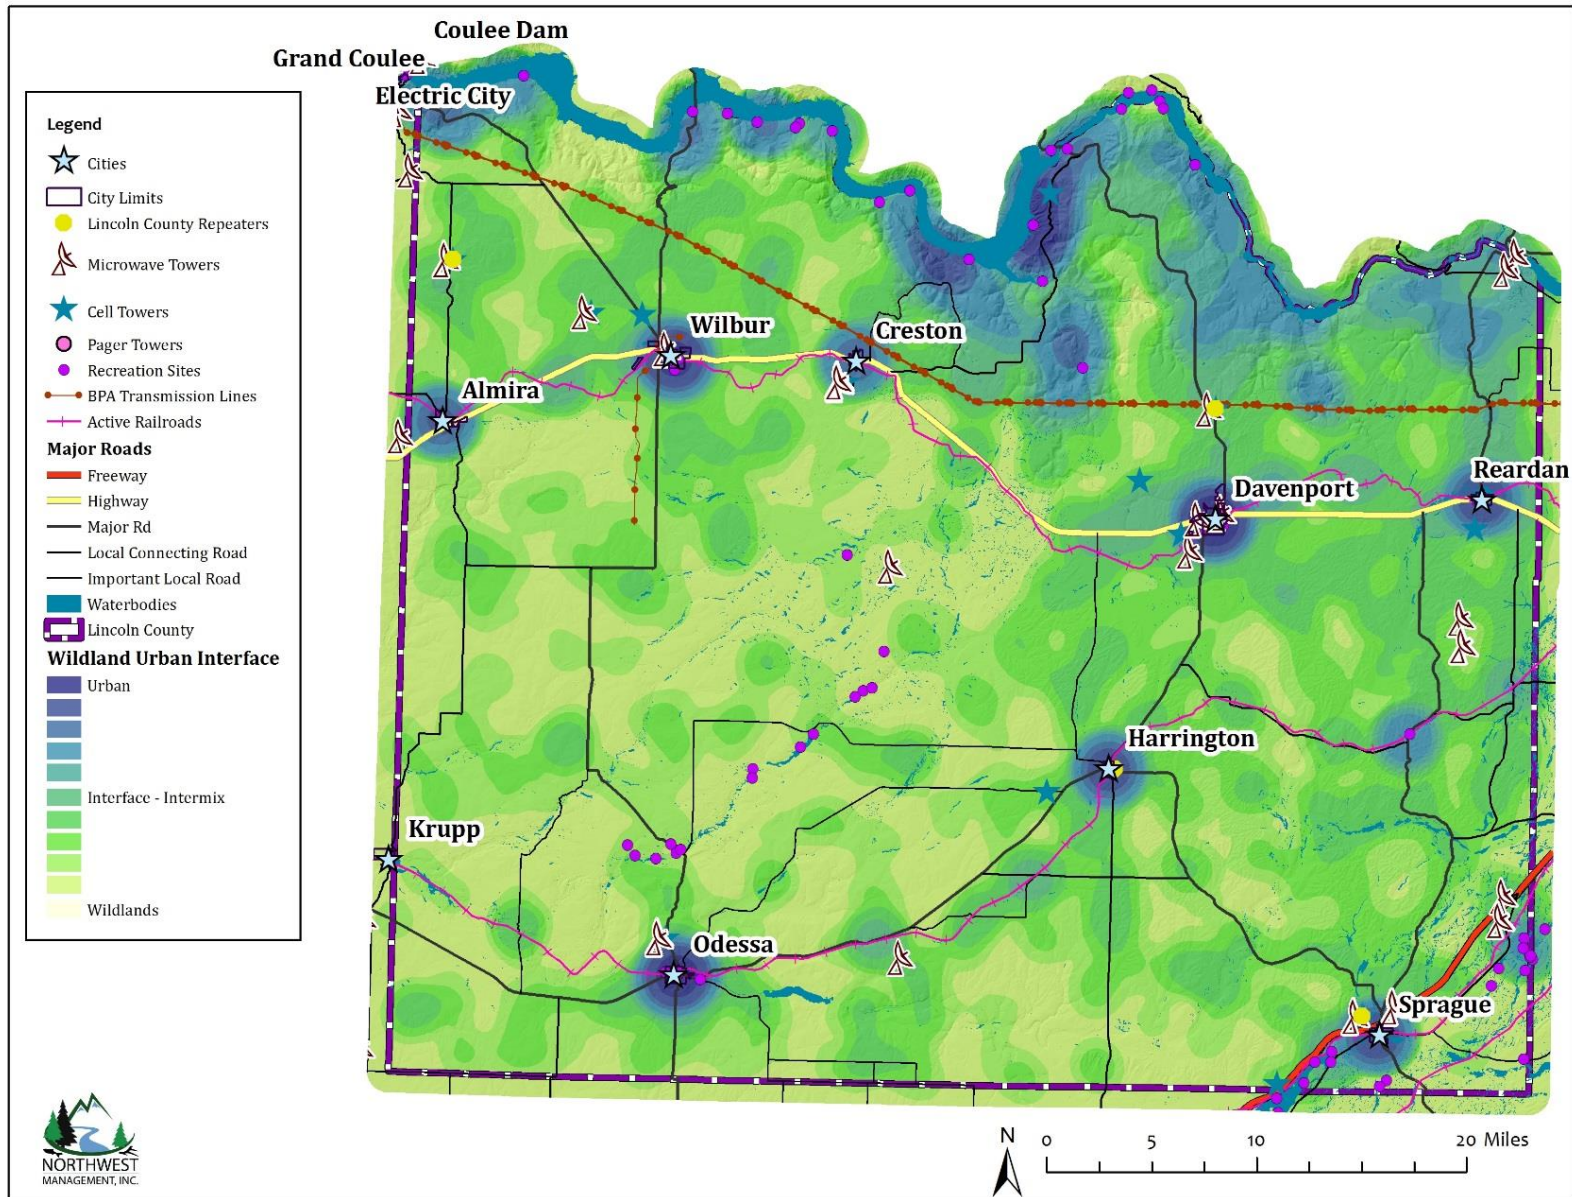 Coulee Dam
Grand Coulee
Electric City
Legend
Cities
City Limits
Lincoln County Repeaters
Microwave Towers
Cell Towers
Pager Towers
Recreation Sites
BPA Transmission Lines
Active Railroads
Major Roads
Freeway
Highway
Major Rd
Local Connecting Road
Important Local Road
Waterbodies
Lincoln County
Wildland Urban Interface
Urban
Interface - Intermix
Wildlands
Wilbur
Creston
Almira
Reardan
Davenport
Harrington
Krupp
Odessa
Sprague
NORTHWEST
MANAGEMENT, INC.
N
0 5 10 20 Miles